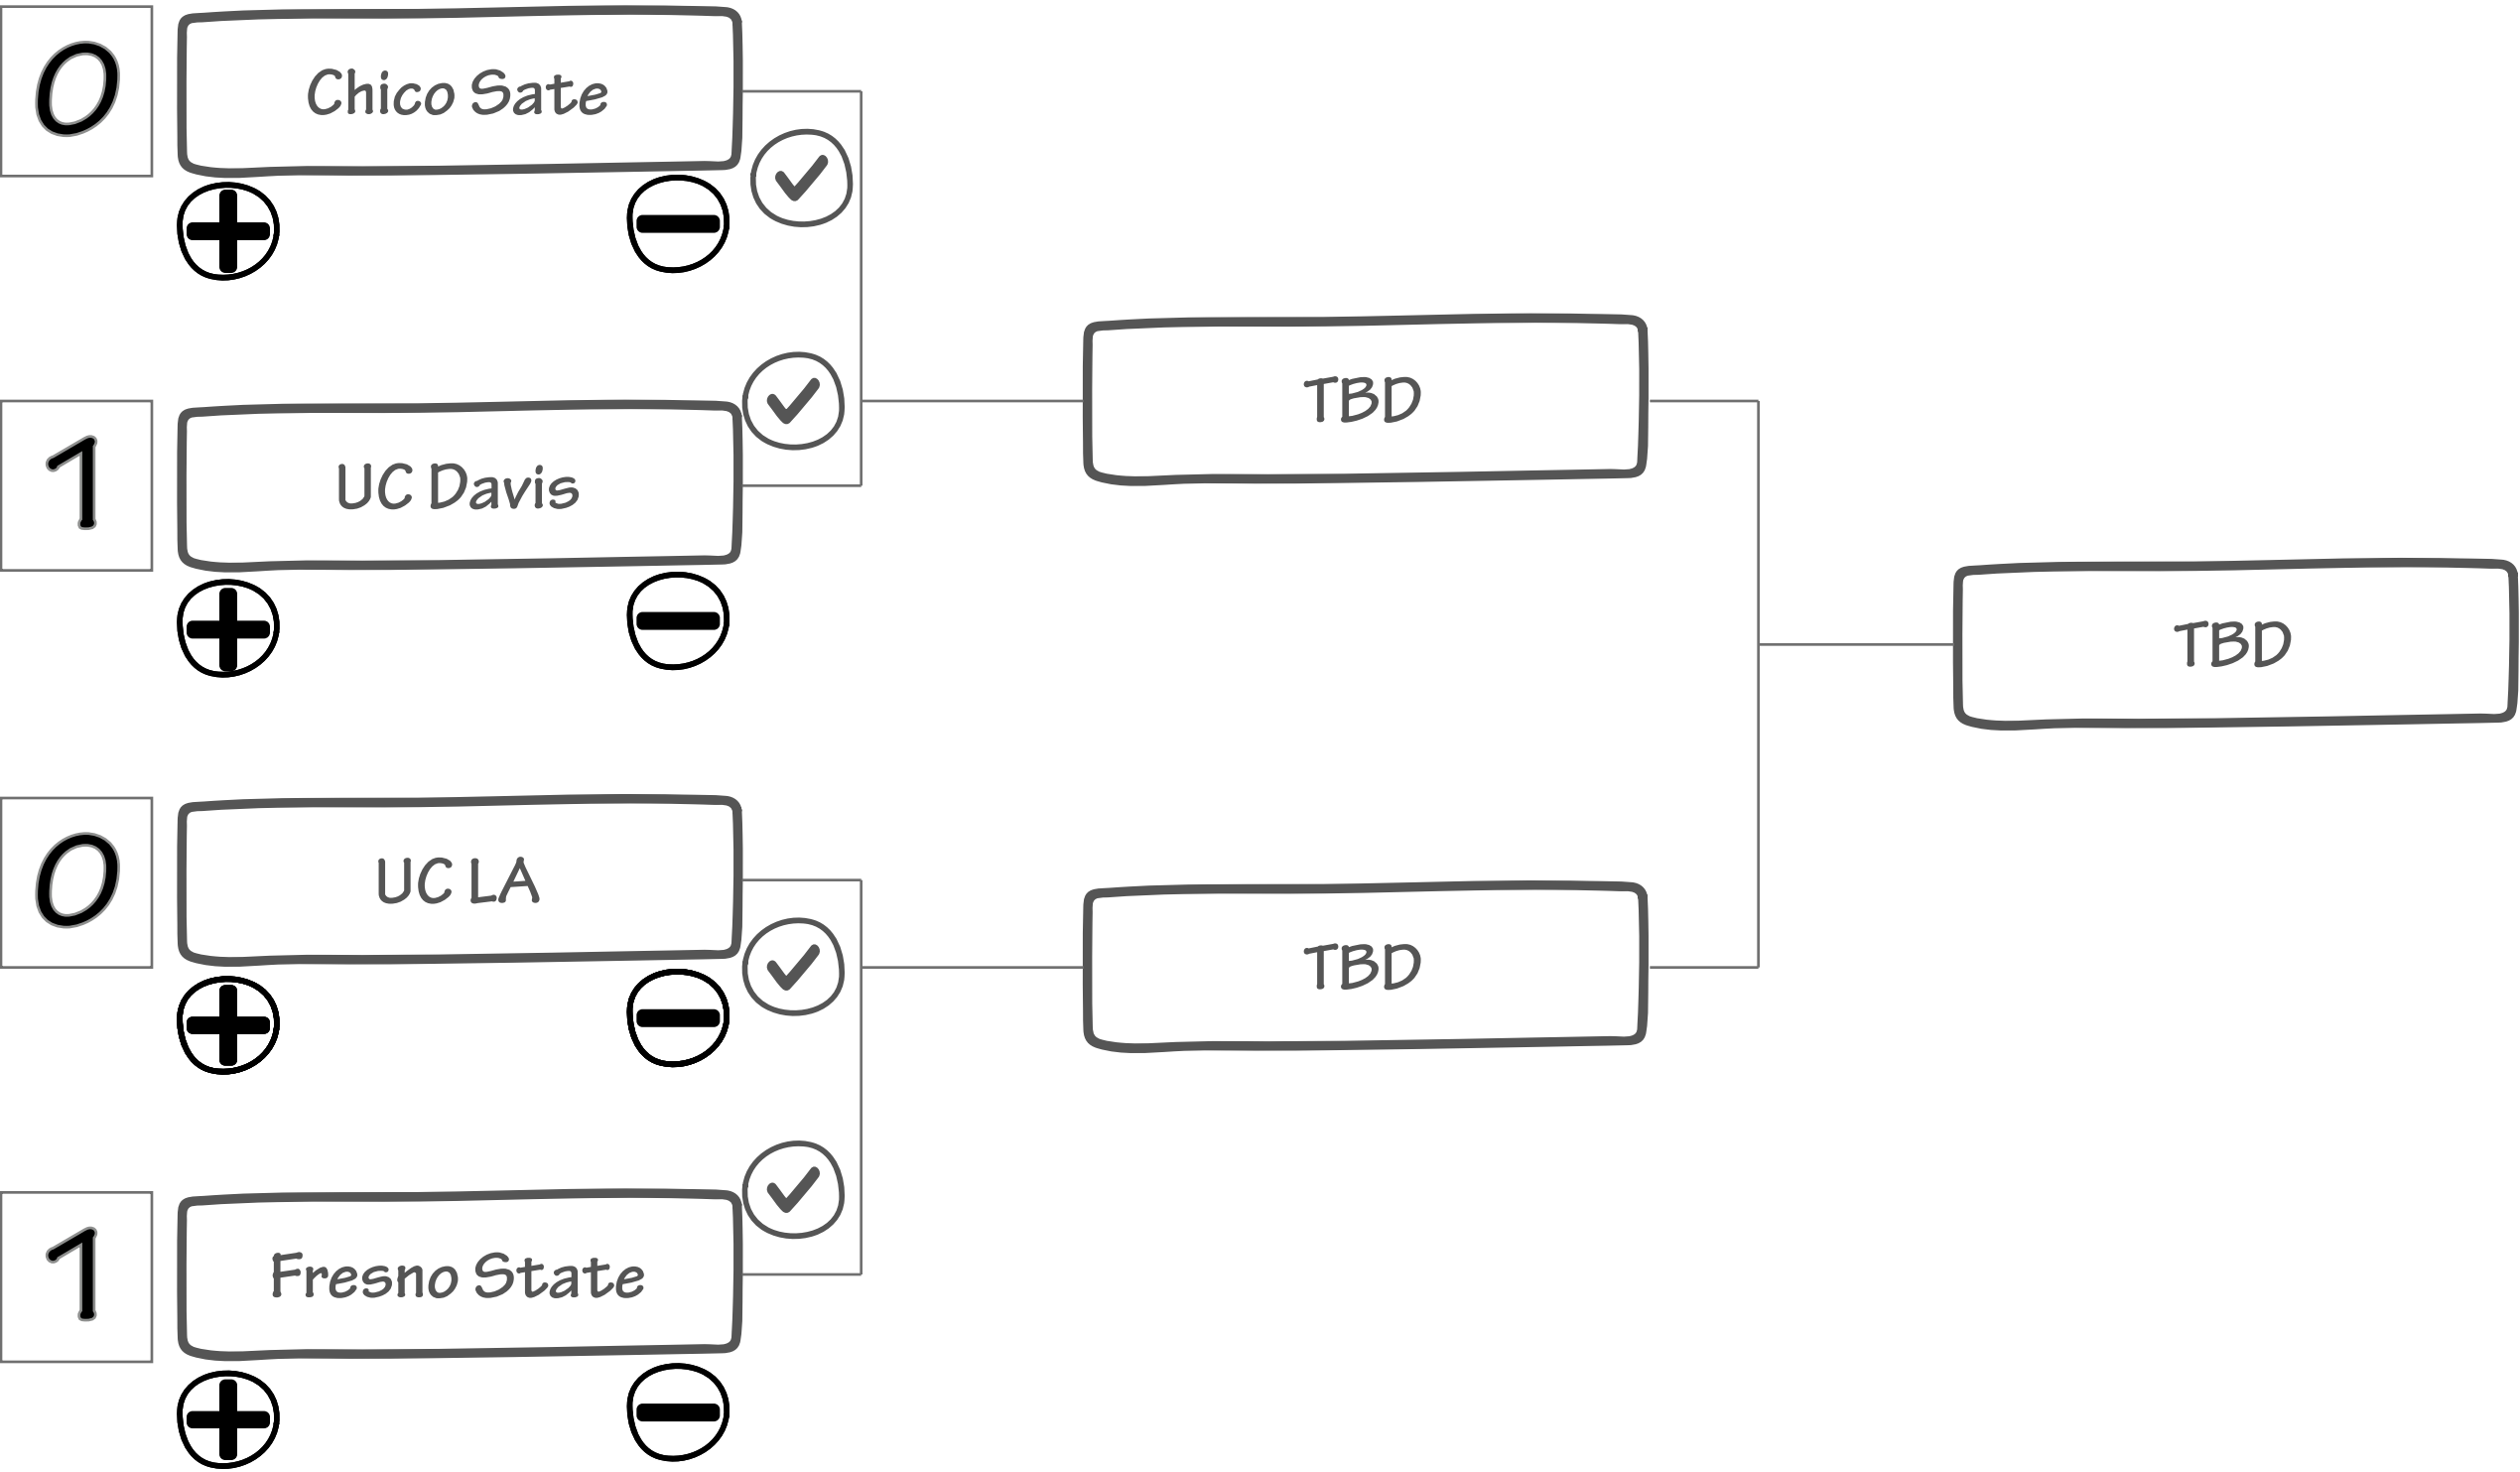 0
Chico Sate
1
UC Davis
TBD
TBD
0
UC LA
TBD
1
Fresno State